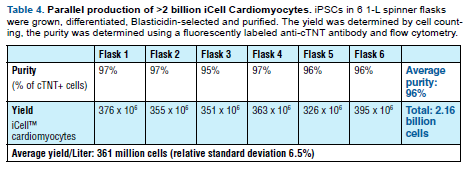 Table 4. Parallel production of >2 billion iCell Cardiomyocytes. iPSCs in 6 1-L spinner flasks
were grown, differentiated, Blasticidin-selected and purified. The yield was determined by cell count-
ing, the purity was determined using a fluorescently labeled anti-cTNT antibody and flow cytometry.
Flask 1 Flask 2 Flask 3 Flask 4 Flask 5 Flask 6
Purity 97% 97% 95% 97% 96% 96% Average
(% of cTNT+ cells) purity:
96%
Yield 376 x 10⁶ 355 x 10⁶ 351 x 10⁶ 363 x 10⁶ 326 x 10⁶ 395 x 10⁶ Total: 2.16
iCell™ billion
cardiomyocytes cells
Average yield/Liter: 361 million cells (relative standard deviation 6.5%)